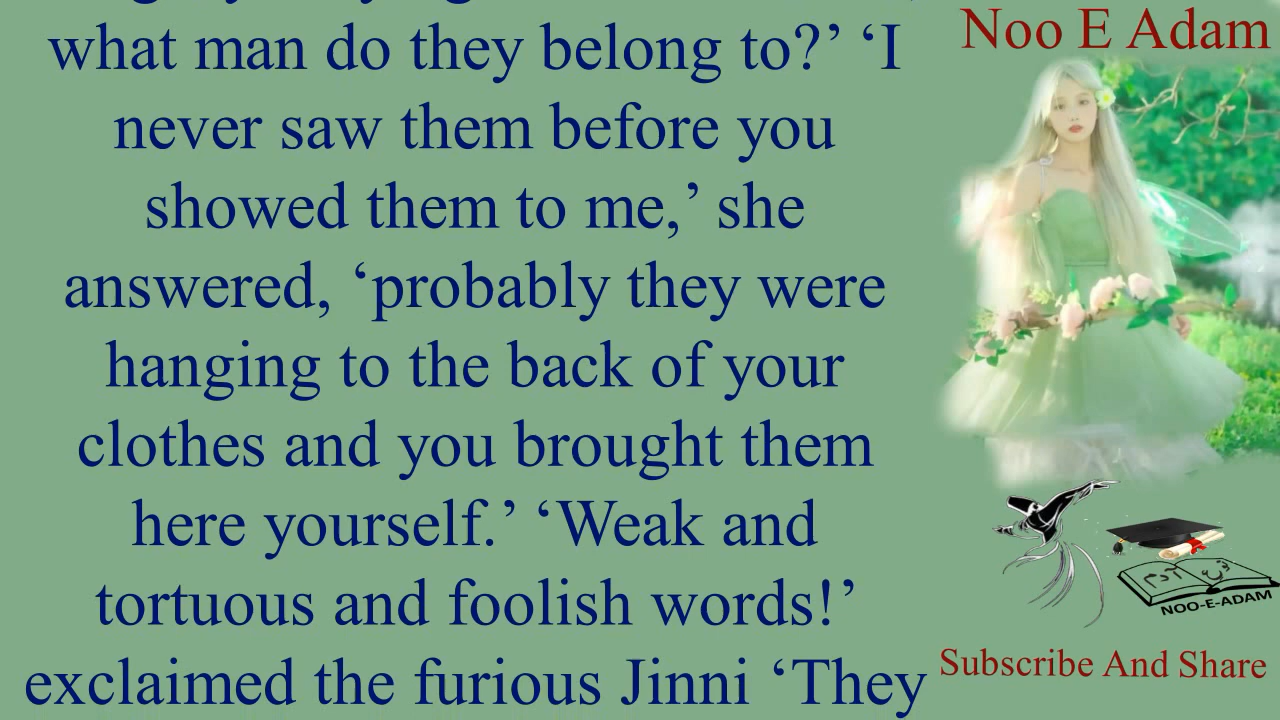 what man do they belong to?’ ‘I
never saw them before you
showed them to me,’ she
answered, ‘probably they were
hanging to the back of your
clothes and you brought them
here yourself.’ ‘Weak and
tortuous and foolish words!’
exclaimed the furious Jinni ‘They
Noo E Adam
نوع آدم
NOO-E-ADAM
Subscribe And Share